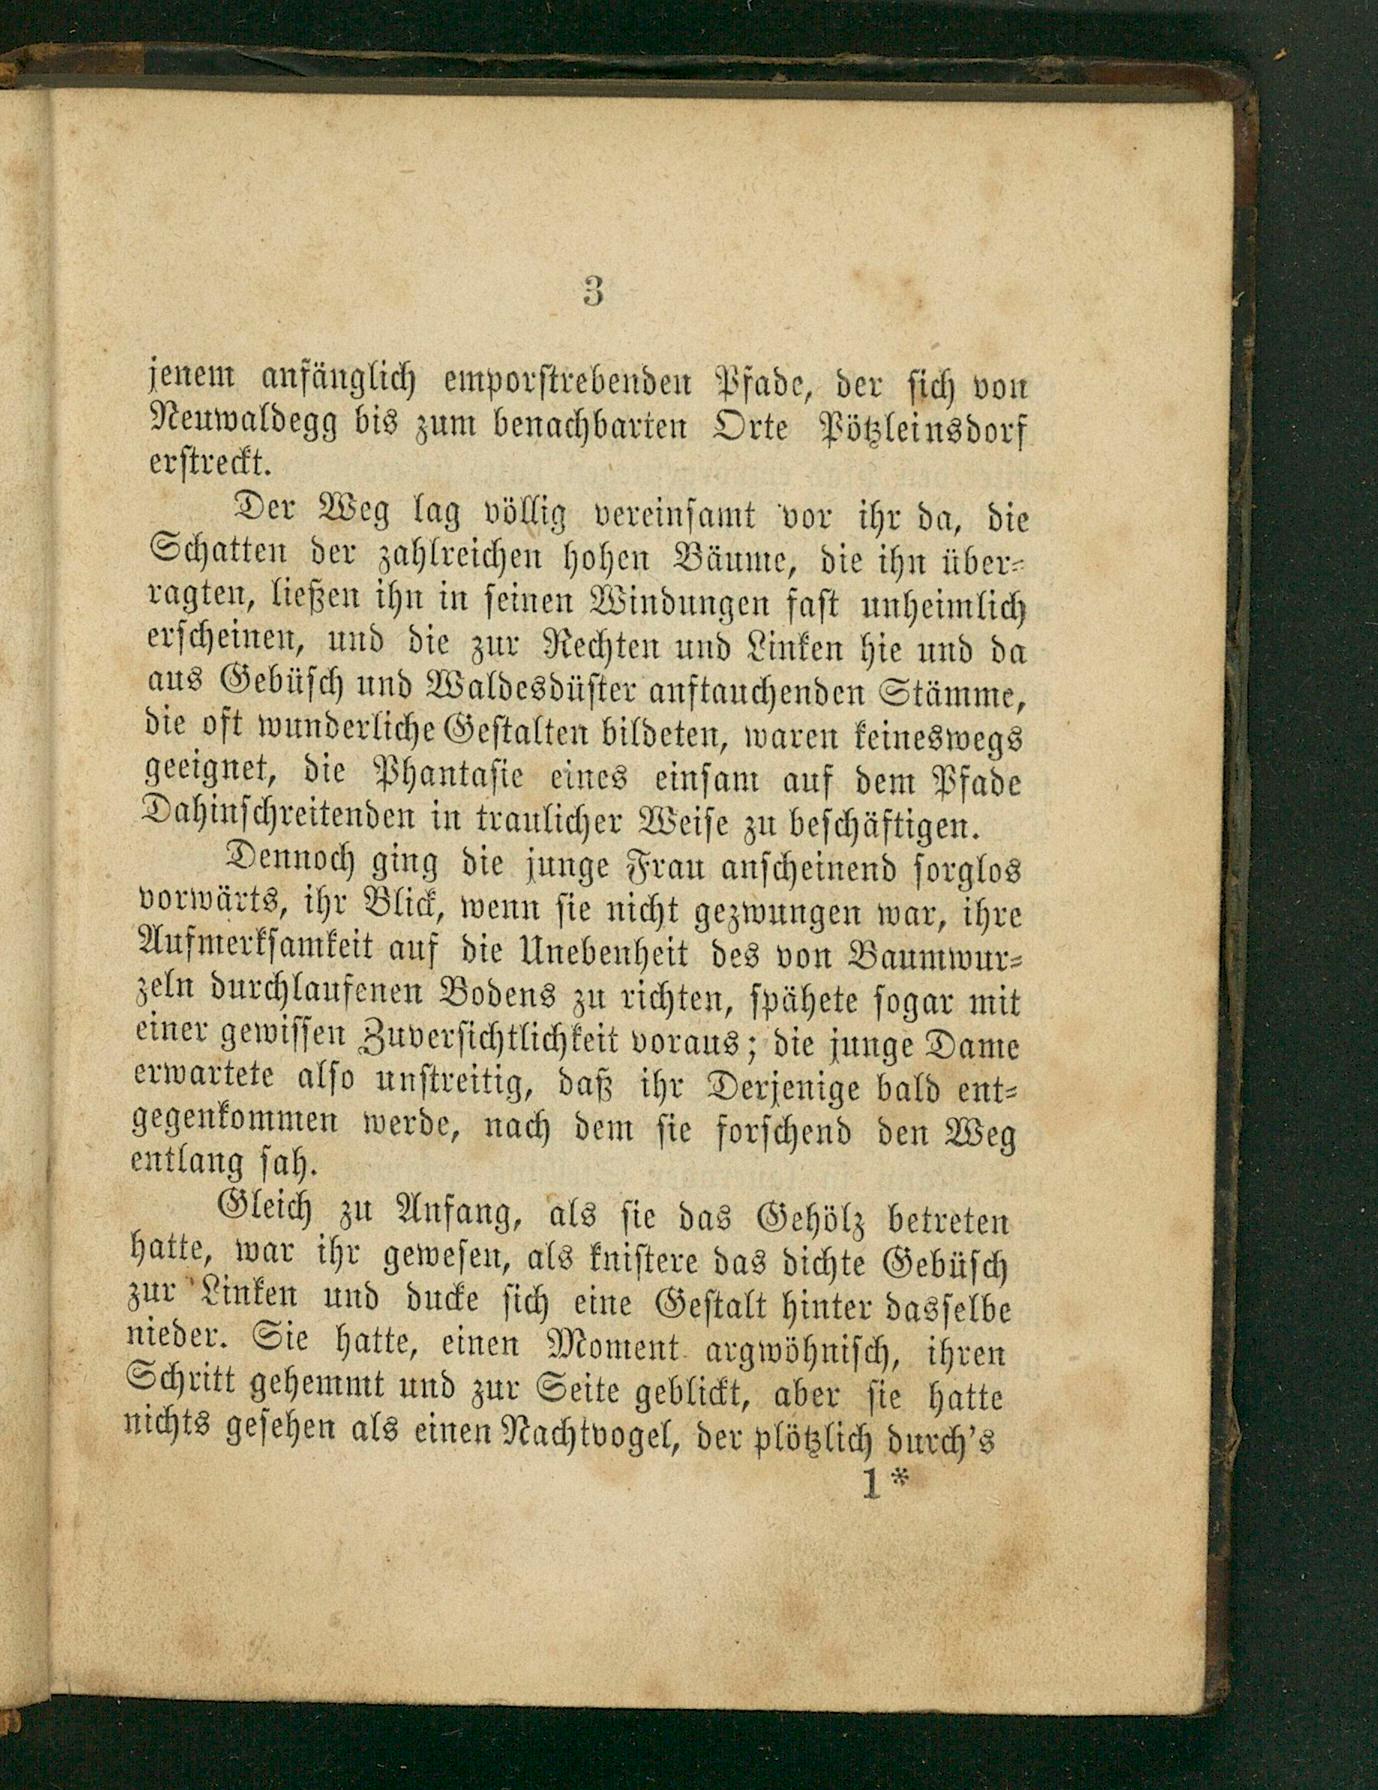 3
jenem anfänglich emporstrebenden Pfade, der sich von
Neuwaldegg bis zum benachbarten Orte Pötzleinsdorf
erstreckt.
Der Weg lag völlig vereinsamt vor ihr da, die
Schatten der zahlreichen hohen Bäume, die ihn über-
ragten, ließen ihn in seinen Windungen fast unheimlich
erscheinen, und die zur Rechten und Linken hie und da
aus Gebüsch und Waldesdüster auftauchenden Stämme,
die oft wunderliche Gestalten bildeten, waren keineswegs
geeignet, die Phantasie eines einsam auf dem Pfade
Dahinschreitenden in traulicher Weise zu beschäftigen.
Dennoch ging die junge Frau anscheinend sorglos
vorwärts, ihr Blick, wenn sie nicht gezwungen war, ihre
Aufmerksamkeit auf die Unebenheit des von Baumwur-
zeln durchlaufenen Bodens zu richten, spähete sogar mit
einer gewissen Zuversichtlichkeit voraus; die junge Dame
erwartete also unstreitig, daß ihr Derjenige bald ent-
gegenkommen werde, nach dem sie forschend den Weg
entlang sah.
Gleich zu Anfang, als sie das Gehölz betreten
hatte, war ihr gewesen, als knistere das dichte Gebüsch
zur Linken und ducke sich eine Gestalt hinter dasselbe
nieder. Sie hatte, einen Moment argwöhnisch, ihren
Schritt gehemmt und zur Seite geblickt, aber sie hatte
nichts gesehen als einen Nachtvogel, der plötzlich durch's
1*